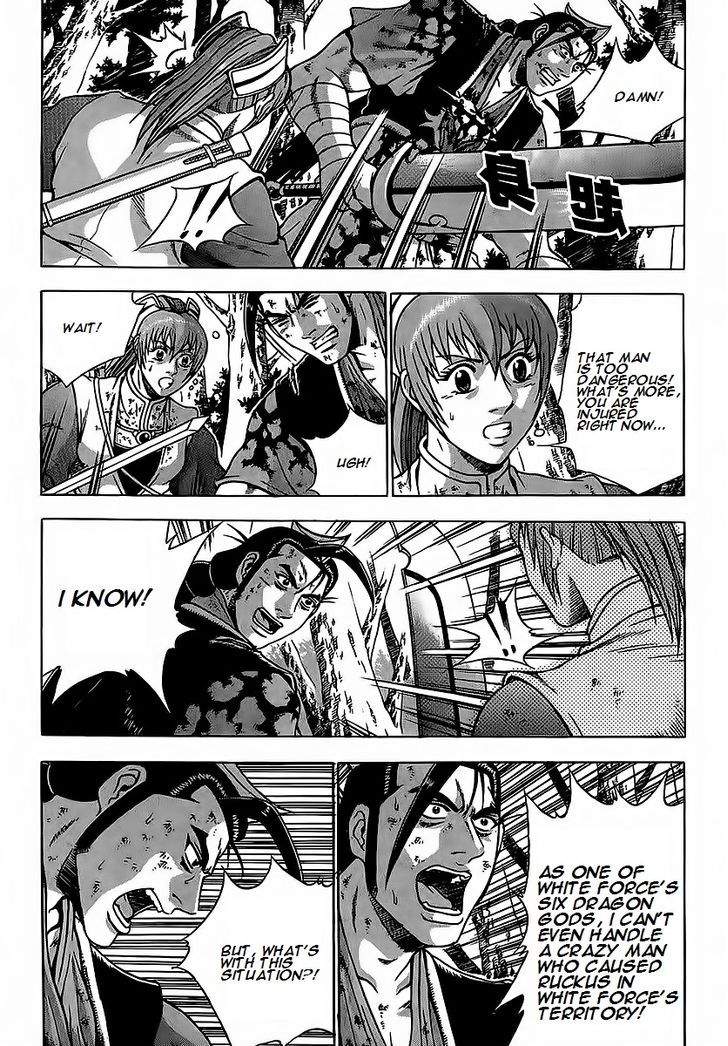 DAMN!
!!
WAIT!
UGH!
THAT MAN
IS TOO
DANGEROUS!
WHAT'S MORE,
YOU ARE
INJURED
RIGHT NOW...
I KNOW!
!!
BUT, WHAT'S
WITH THIS
SITUATION?!
AS ONE OF
WHITE FORCE'S
SIX DRAGON
GODS, I CAN'T
EVEN HANDLE
A CRAZY MAN
WHO CAUSED
RUCKUS IN
WHITE FORCE'S
TERRITORY!